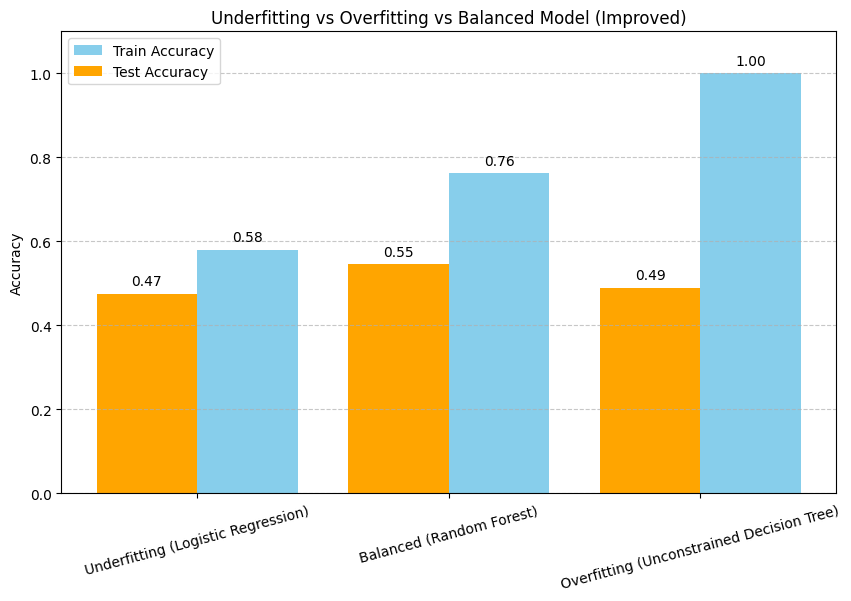 Underfitting vs Overfitting vs Balanced Model (Improved)
Train Accuracy
Test Accuracy
Accuracy
1.0
0.8
0.6
0.4
0.2
0.0
0.47
0.58
0.55
0.76
0.49
1.00
Underfitting (Logistic Regression)
Balanced (Random Forest)
Overfitting (Unconstrained Decision Tree)